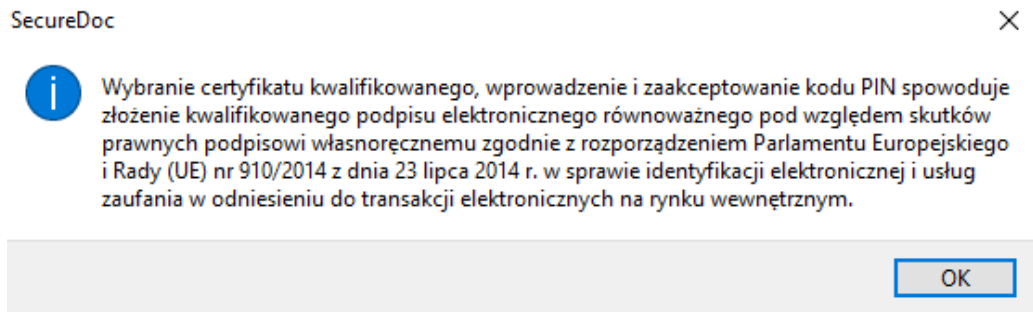 SecureDoc
Wybranie certyfikatu kwalifikowanego, wprowadzenie i zaakceptowanie kodu PIN spowoduje
złożenie kwalifikowanego podpisu elektronicznego równoważnego pod względem skutków
prawnych podpisowi własnoręcznemu zgodnie z rozporządzeniem Parlamentu Europejskiego
i Rady (UE) nr 910/2014 z dnia 23 lipca 2014 r. w sprawie identyfikacji elektronicznej i usług
zaufania w odniesieniu do transakcji elektronicznych na rynku wewnętrznym.
OK